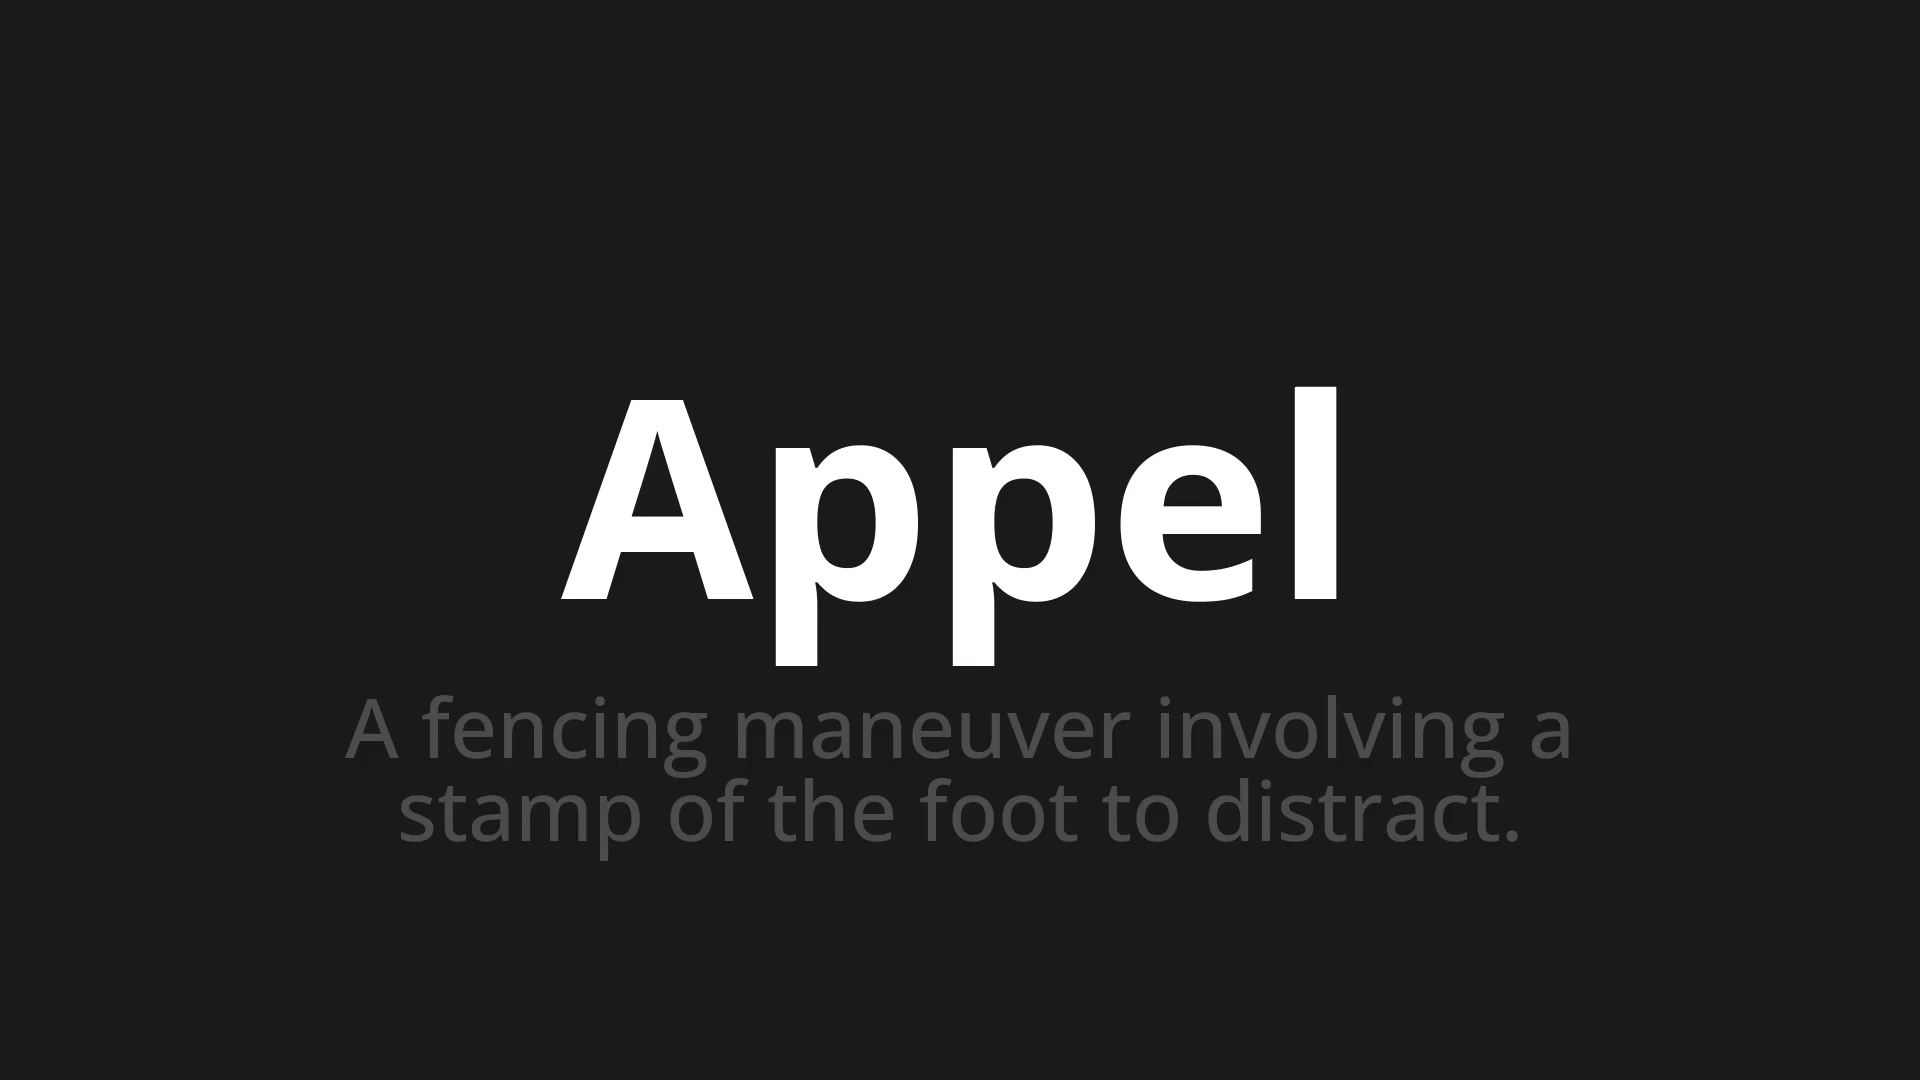 Appel
A fencing maneuver involving a
stamp of the foot to distract.